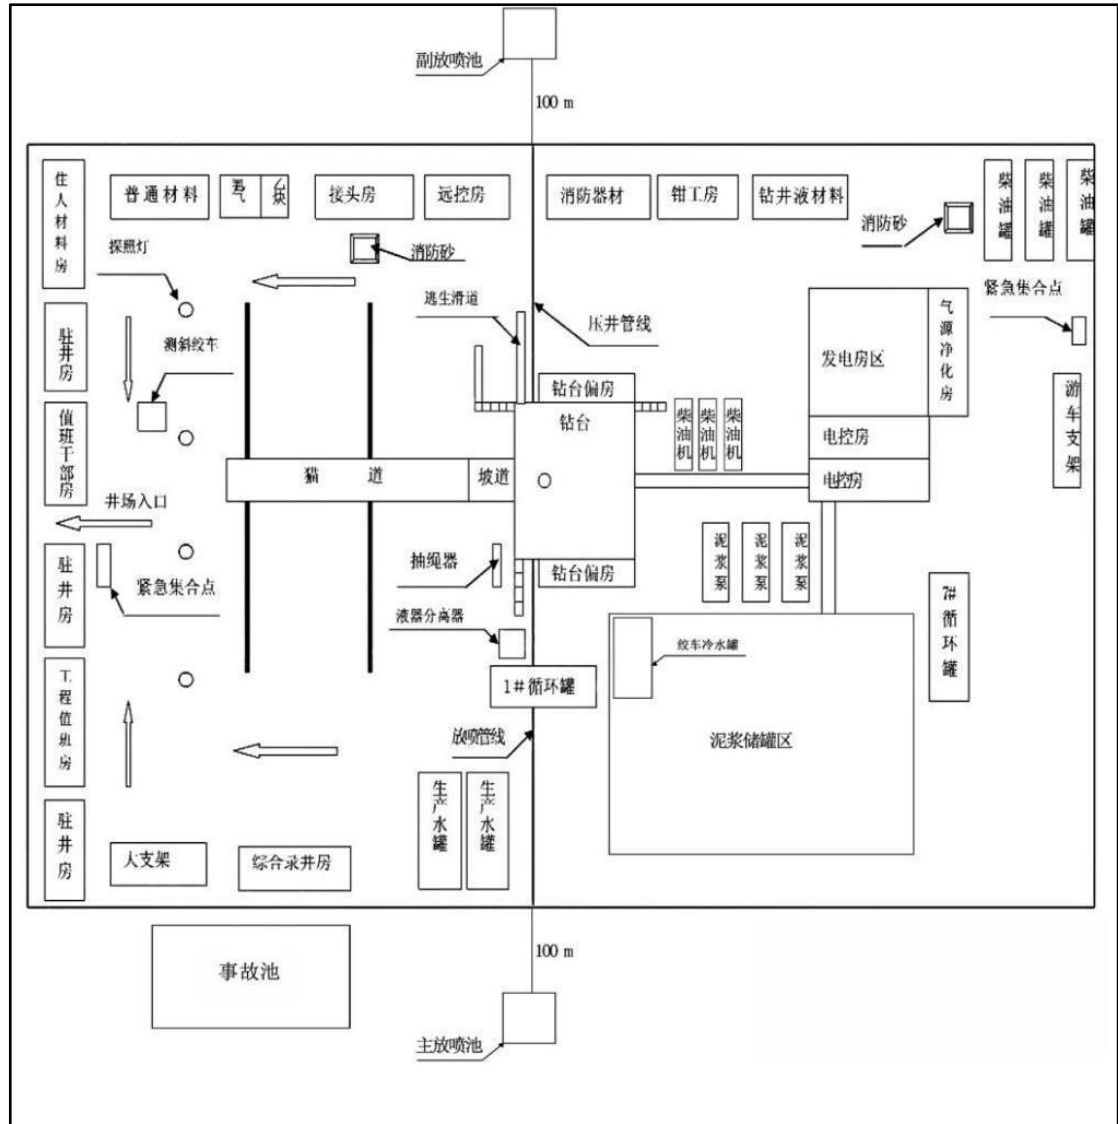 副放喷池
100 m
住人材料房
普通材料
氧气
乙炔
接头房
远控房
消防器材
钳工房
钻井液材料
消防砂
柴油罐
柴油罐
柴油罐
探照灯
消防砂
逃生滑道
压井管线
紧急集合点
驻井房
测斜绞车
钻台偏房
发电房区
气源净化房
游车支架
值班干部房
钻台
柴油机
柴油机
柴油机
电控房
猫 道
坡道
电控房
井场入口
驻井房
紧急集合点
抽绳器
钻台偏房
泥浆泵
泥浆泵
泥浆泵
7#循环罐
液器分离器
绞车冷水罐
工程值班房
1#循环罐
放喷管线
泥浆储罐区
生产水罐
生产水罐
驻井房
大支架
综合录井房
事故池
100 m
主放喷池